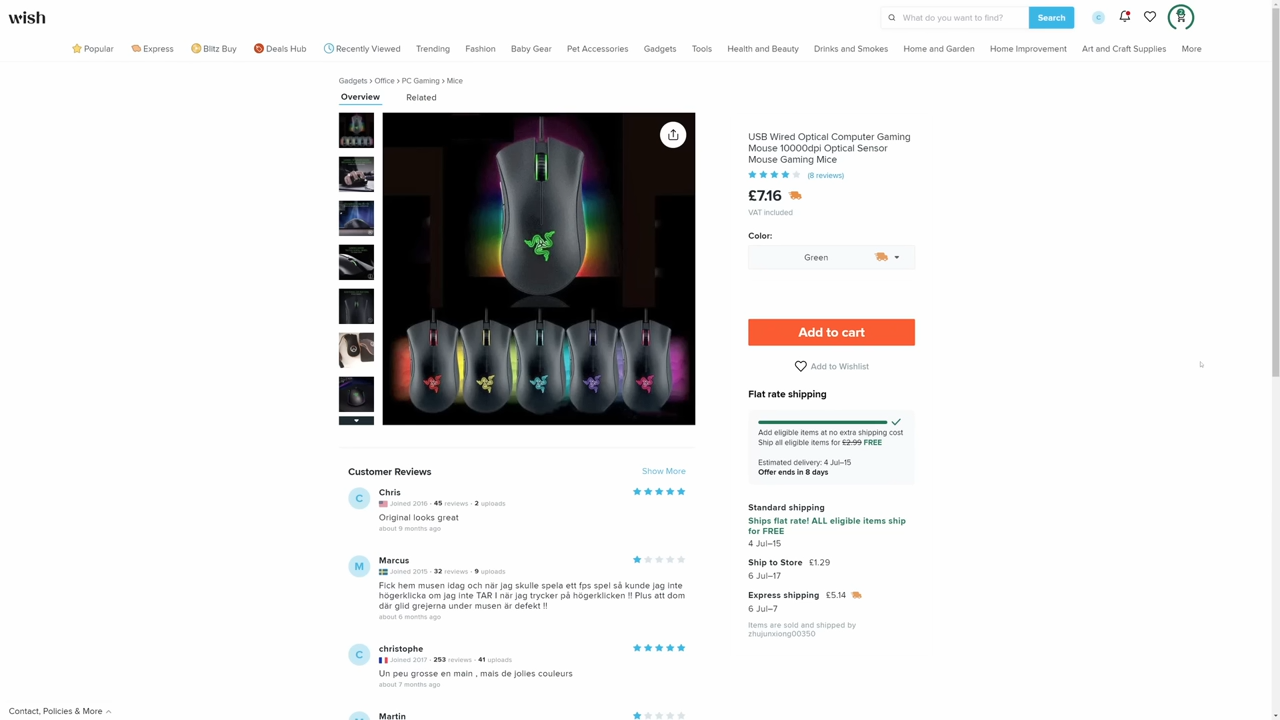 wish
What do you want to find?
Search
C
2
Popular
Express
Blitz Buy
Deals Hub
Recently Viewed
Trending
Fashion
Baby Gear
Pet Accessories
Gadgets
Tools
Health and Beauty
Drinks and Smokes
Home and Garden
Home Improvement
Art and Craft Supplies
More
Gadgets › Office › PC Gaming › Mice
Overview
Related
USB Wired Optical Computer Gaming
Mouse 10000dpi Optical Sensor
Mouse Gaming Mice
(8 reviews)
£7.16
VAT included
Color:
Green
Add to cart
Add to Wishlist
Flat rate shipping
Add eligible items at no extra shipping cost
Ship all eligible items for £2.99 FREE
Estimated delivery: 4 Jul–15
Offer ends in 8 days
Standard shipping
Ships flat rate! ALL eligible items ship
for FREE
4 Jul–15
Ship to Store £1.29
6 Jul–17
Express shipping £5.14
6 Jul–7
Items are sold and shipped by
zhujunxiong00350
Customer Reviews
Show More
C
Chris
Joined 2016 • 45 reviews • 2 uploads
Original looks great
about 9 months ago
M
Marcus
Joined 2015 • 32 reviews • 9 uploads
Fick hem musen idag och när jag skulle spela ett fps spel så kunde jag inte
högerklicka om jag inte TAR I när jag trycker på högerklicken !! Plus att dom
där glid grejerna under musen är defekt !!
about 6 months ago
C
christophe
Joined 2017 • 253 reviews • 41 uploads
Un peu grosse en main , mais de jolies couleurs
about 7 months ago
Martin
Contact, Policies & More